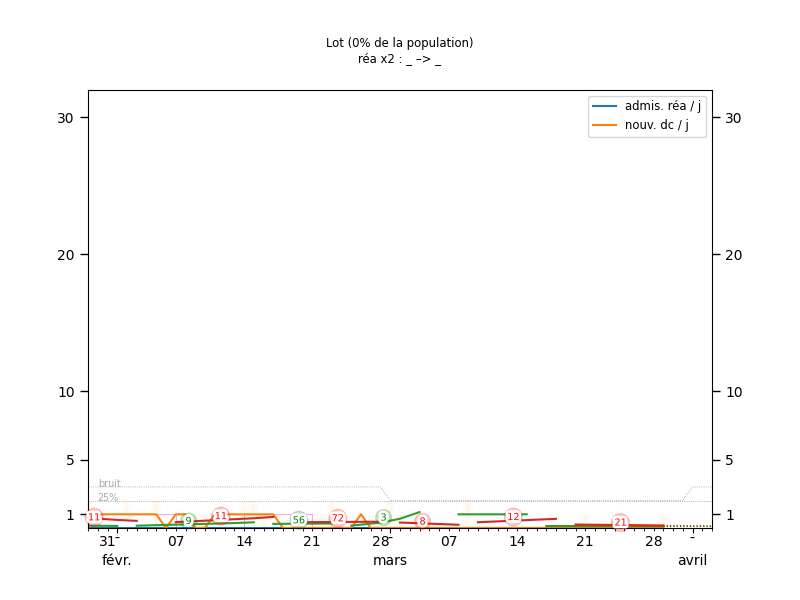 Lot (0% de la population)
réa x2 : _ –> _
admis. réa / j
nouv. dc / j
30 30
20 20
10 10
5 5
1 1
bruit
25%
11 9 11 56 72 3 8 12 21
31 07 14 21 28 07 14 21 28
févr. mars avril